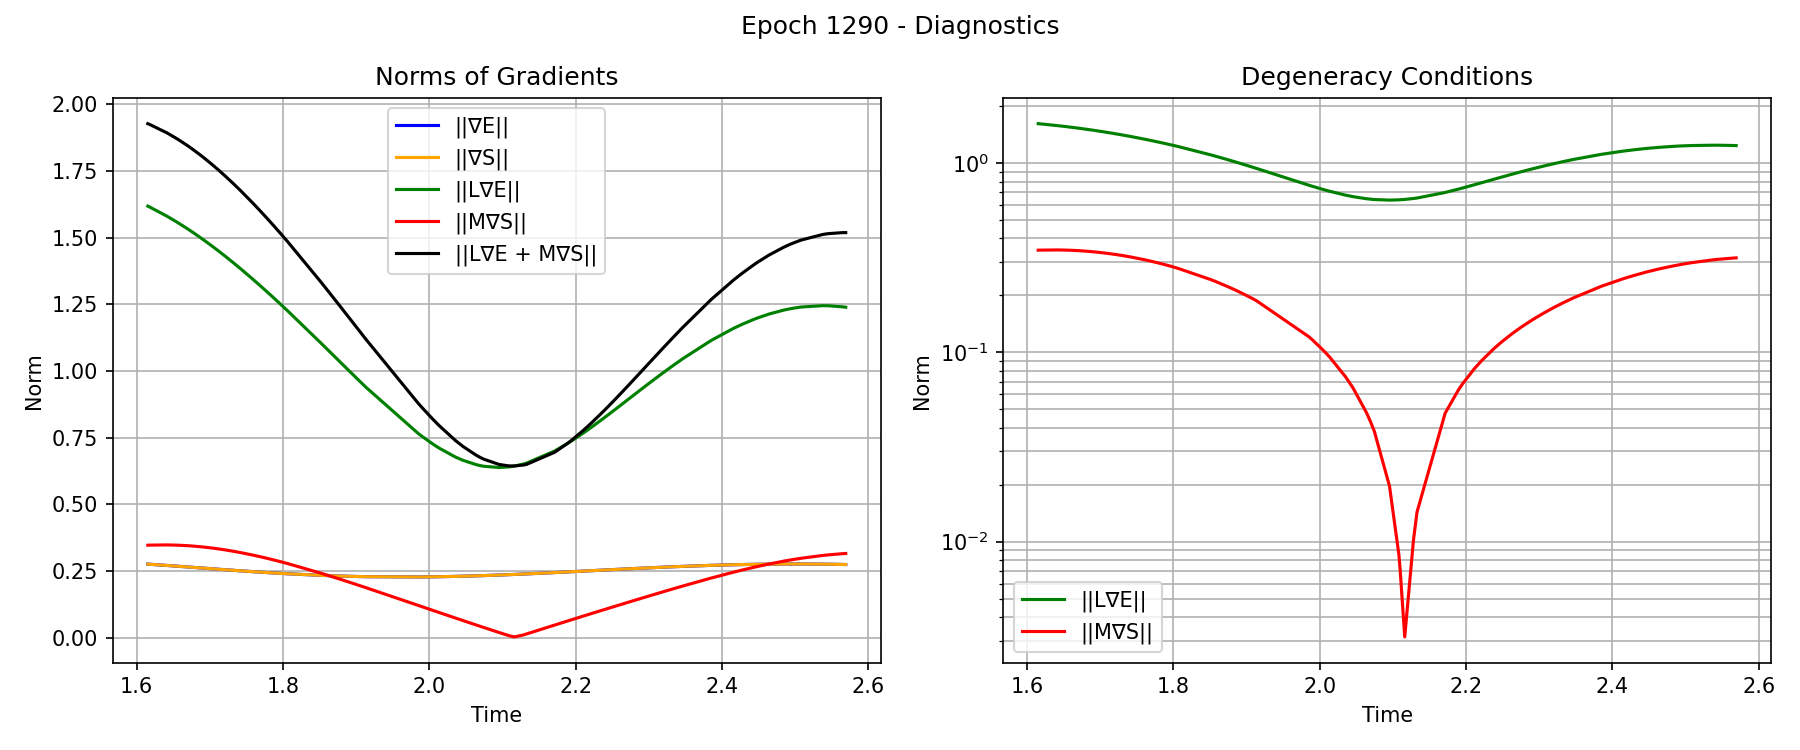 Epoch 1290 - Diagnostics
Norms of Gradients
2.00
1.75
1.50
1.25
1.00
0.75
0.50
0.25
0.00
Norm
1.6
1.8
2.0
2.2
2.4
2.6
Time
||∇E||
||∇S||
||L∇E||
||M∇S||
||L∇E + M∇S||
Degeneracy Conditions
10⁰
10⁻¹
10⁻²
Norm
1.6
1.8
2.0
2.2
2.4
2.6
Time
||L∇E||
||M∇S||